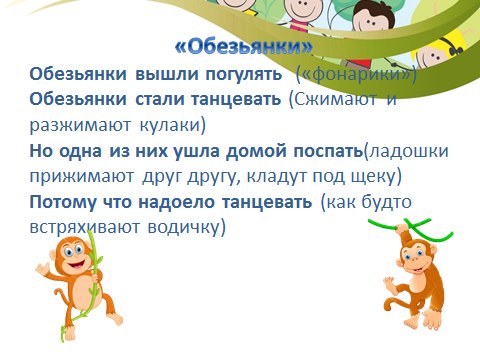 «Обезьянки»
Обезьянки вышли погулять («фонарики»)
Обезьянки стали танцевать (Сжимают и
разжимают кулаки)
Но одна из них ушла домой поспать(ладошки
прижимают друг другу, кладут под щеку)
Потому что надоело танцевать (как будто
встряхивают водичку)